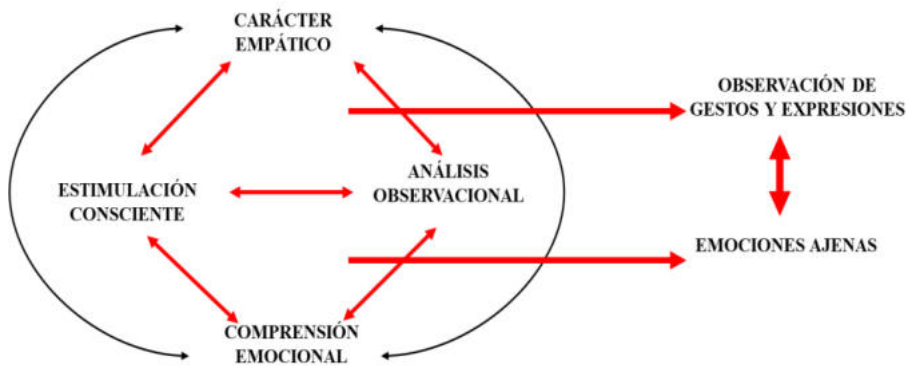 CARÁCTER
EMPÁTICO
OBSERVACIÓN DE
GESTOS Y EXPRESIONES
ESTIMULACIÓN
CONSCIENTE
ANÁLISIS
OBSERVACIONAL
EMOCIONES AJENAS
COMPRENSIÓN
EMOCIONAL